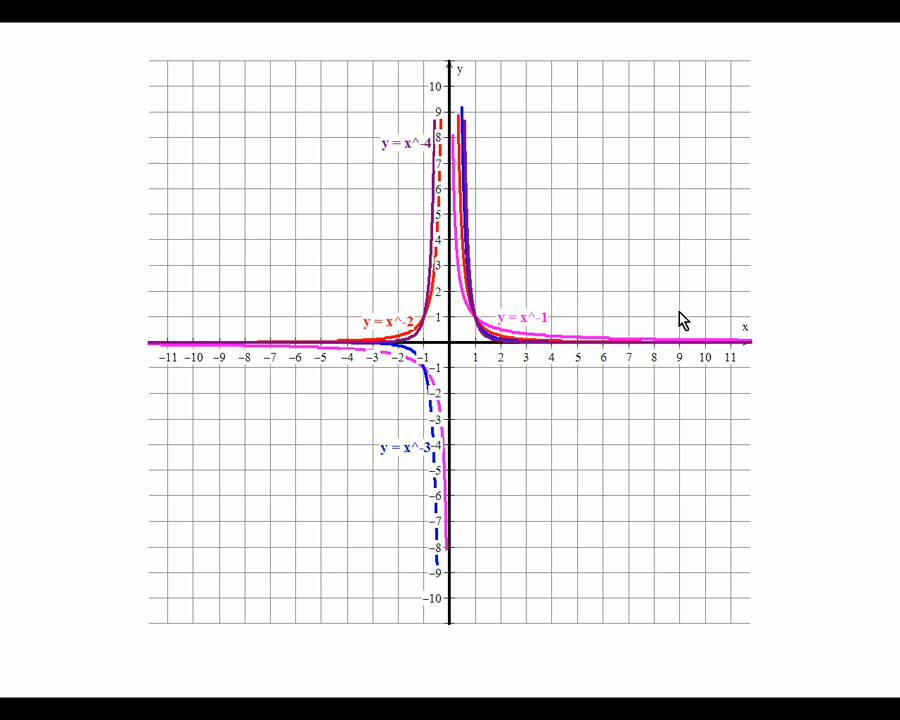 y
10
9
y = x^-4
8
7
6
5
4
3
2
y = x^-2
1
y = x^-1
x
−11 −10 −9 −8 −7 −6 −5 −4 −3 −2 −1 1 2 3 4 5 6 7 8 9 10 11
−1
−2
−3
y = x^-3
−4
−5
−6
−7
−8
−9
−10